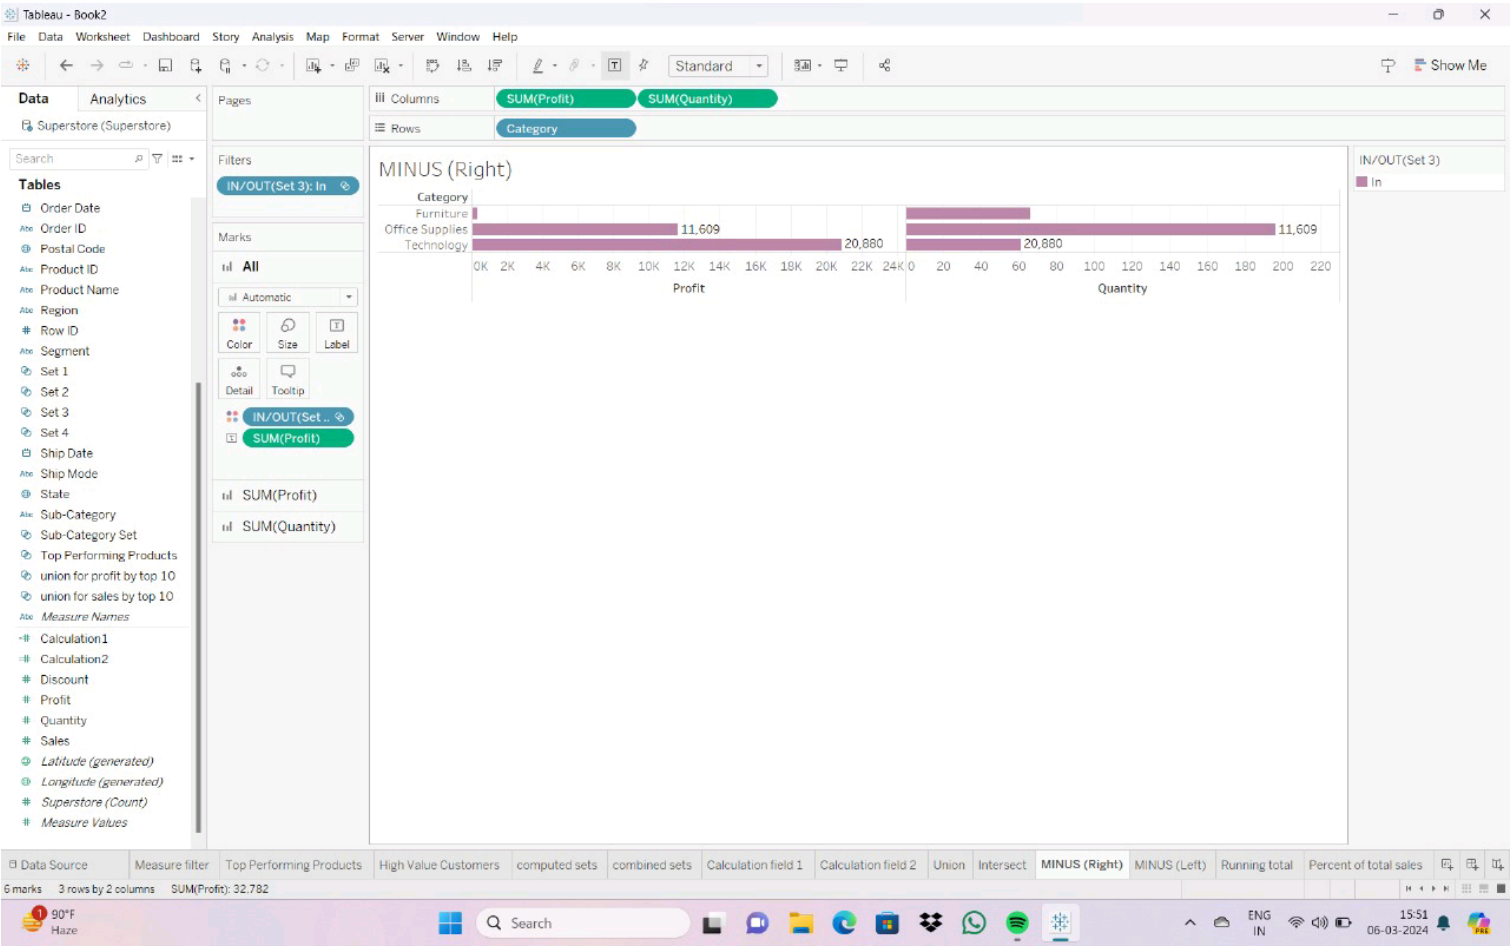 Tableau - Book2
File Data Worksheet Dashboard Story Analysis Map Format Server Window Help
Standard
Show Me
Data Analytics
Superstore (Superstore)
Search
Tables
Order Date
Abc Order ID
Postal Code
Abc Product ID
Abc Product Name
Abc Region
# Row ID
Abc Segment
Set 1
Set 2
Set 3
Set 4
Ship Date
Abc Ship Mode
State
Abc Sub-Category
Sub-Category Set
Top Performing Products
union for profit by top 10
union for sales by top 10
Abc Measure Names
=# Calculation1
=# Calculation2
# Discount
# Profit
# Quantity
# Sales
Latitude (generated)
Longitude (generated)
# Superstore (Count)
# Measure Values
Pages
Filters
IN/OUT(Set 3): In
Marks
All
Automatic
Color Size Label
Detail Tooltip
IN/OUT(Set ..
SUM(Profit)
SUM(Profit)
SUM(Quantity)
Columns SUM(Profit) SUM(Quantity)
Rows Category
MINUS (Right)
Category
Furniture
Office Supplies 11,609 11,609
Technology 20,880 20,880
0K 2K 4K 6K 8K 10K 12K 14K 16K 18K 20K 22K 24K 0 20 40 60 80 100 120 140 160 180 200 220
Profit Quantity
IN/OUT(Set 3)
In
Data Source Measure filter Top Performing Products High Value Customers computed sets combined sets Calculation field 1 Calculation field 2 Union Intersect MINUS (Right) MINUS (Left) Running total Percent of total sales
6 marks 3 rows by 2 columns SUM(Profit): 32,782
1 90°F
Haze
Search
ENG
IN
15:51
06-03-2024
PRE